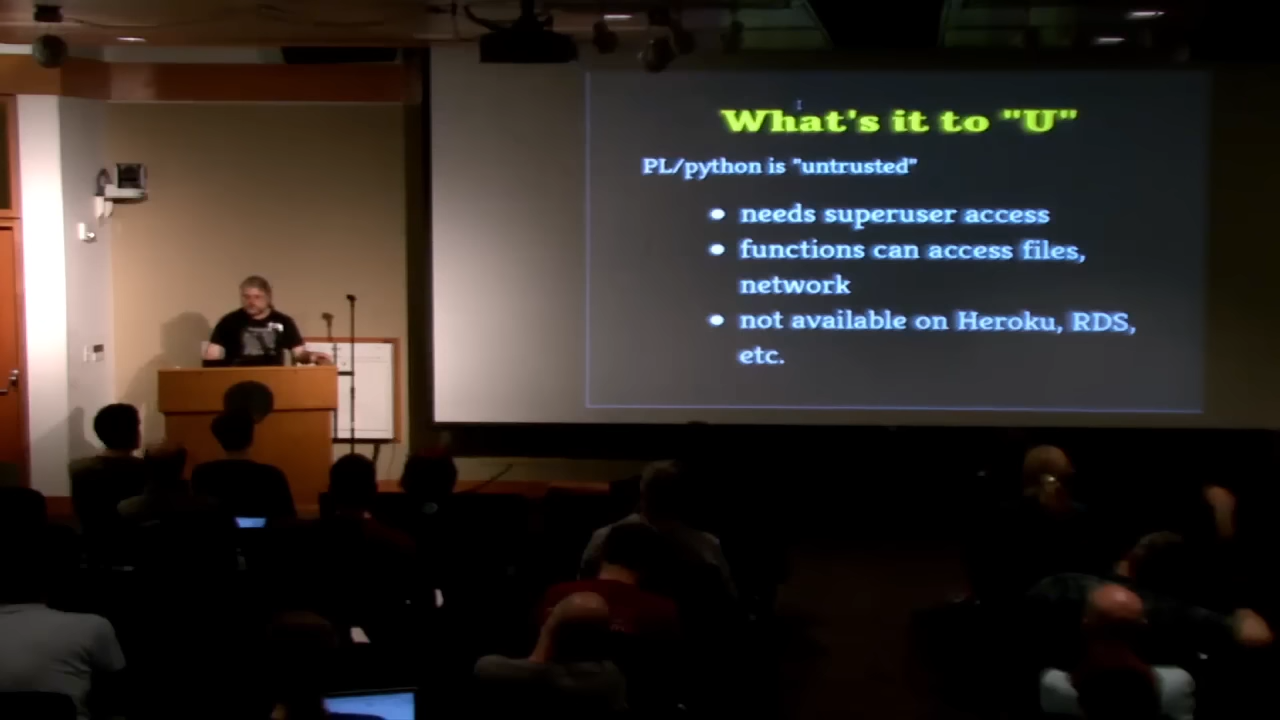 What's it to "U"
PL/python is "untrusted"
• needs superuser access
• functions can access files,
network
• not available on Heroku, RDS,
etc.